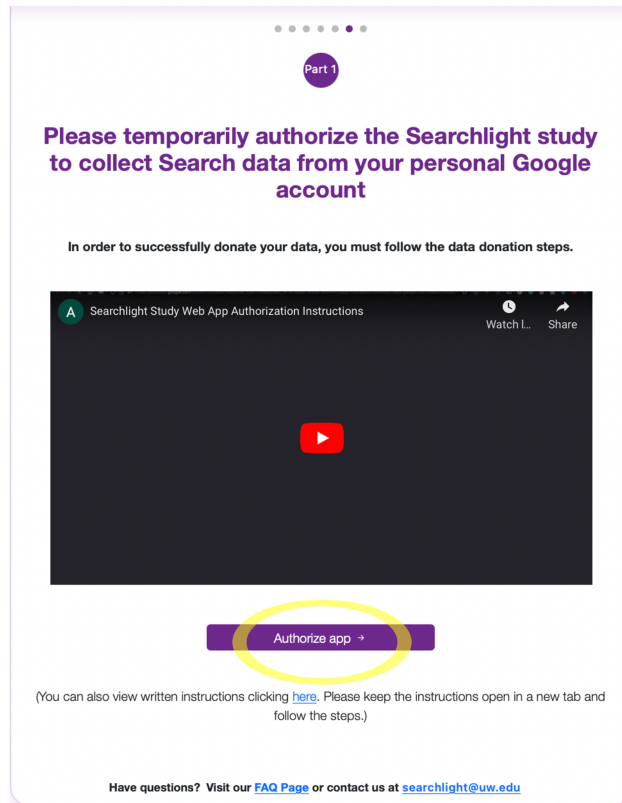 Part 1
Please temporarily authorize the Searchlight study
to collect Search data from your personal Google
account
In order to successfully donate your data, you must follow the data donation steps.
A
Searchlight Study Web App Authorization Instructions
Watch l...
Share
Authorize app →
(You can also view written instructions clicking here. Please keep the instructions open in a new tab and
follow the steps.)
Have questions? Visit our FAQ Page or contact us at searchlight@uw.edu